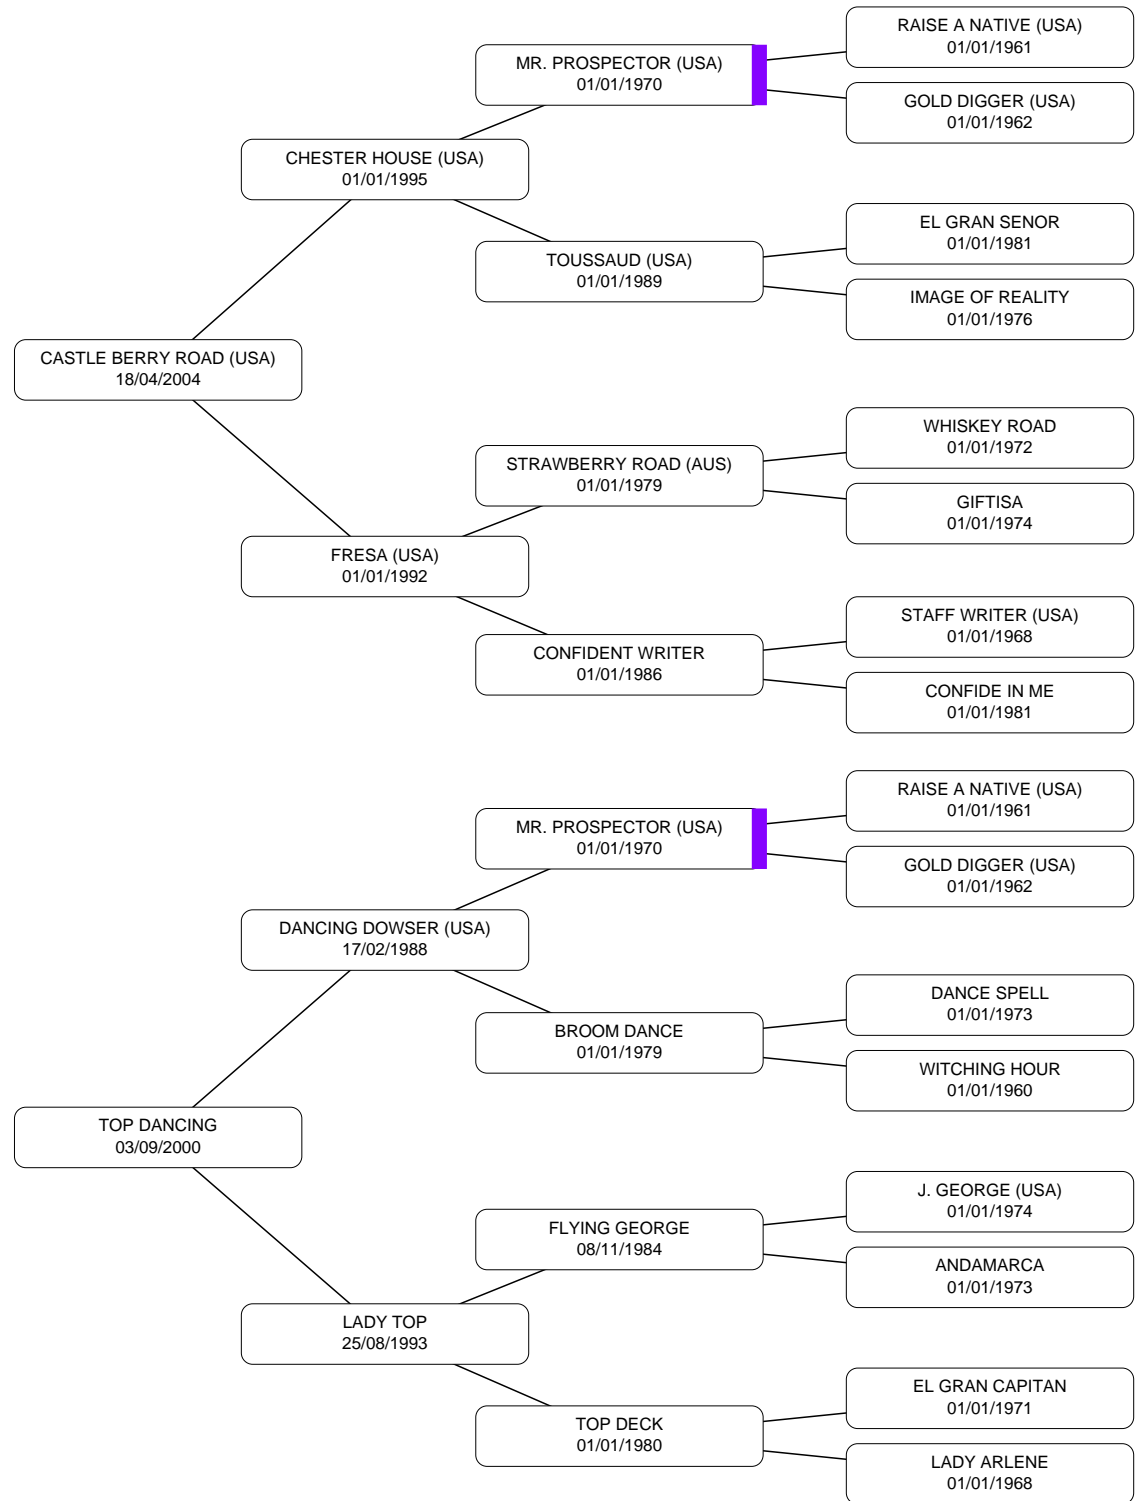 RAISE A NATIVE (USA)
01/01/1961
MR. PROSPECTOR (USA)
01/01/1970
GOLD DIGGER (USA)
01/01/1962
CHESTER HOUSE (USA)
01/01/1995
EL GRAN SENOR
01/01/1981
TOUSSAUD (USA)
01/01/1989
IMAGE OF REALITY
01/01/1976
CASTLE BERRY ROAD (USA)
18/04/2004
WHISKEY ROAD
01/01/1972
STRAWBERRY ROAD (AUS)
01/01/1979
GIFTISA
01/01/1974
FRESA (USA)
01/01/1992
STAFF WRITER (USA)
01/01/1968
CONFIDENT WRITER
01/01/1986
CONFIDE IN ME
01/01/1981
RAISE A NATIVE (USA)
01/01/1961
MR. PROSPECTOR (USA)
01/01/1970
GOLD DIGGER (USA)
01/01/1962
DANCING DOWSER (USA)
17/02/1988
DANCE SPELL
01/01/1973
BROOM DANCE
01/01/1979
WITCHING HOUR
01/01/1960
TOP DANCING
03/09/2000
J. GEORGE (USA)
01/01/1974
FLYING GEORGE
08/11/1984
ANDAMARCA
01/01/1973
LADY TOP
25/08/1993
EL GRAN CAPITAN
01/01/1971
TOP DECK
01/01/1980
LADY ARLENE
01/01/1968